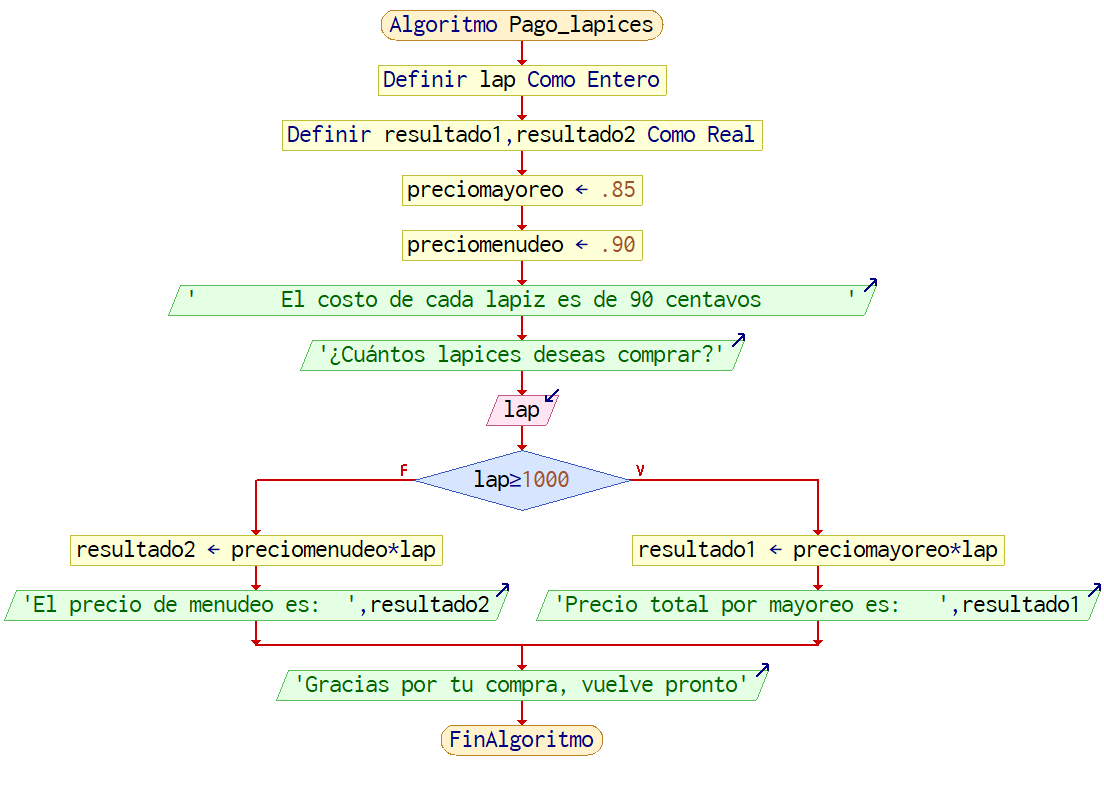 Algoritmo Pago_lapices
Definir lap Como Entero
Definir resultado1,resultado2 Como Real
preciomayoreo ← .85
preciomenudeo ← .90
'       El costo de cada lapiz es de 90 centavos       '
'¿Cuántos lapices deseas comprar?'
lap
F
lap≥1000
V
resultado2 ← preciomenudeo*lap
resultado1 ← preciomayoreo*lap
'El precio de menudeo es:  ',resultado2
'Precio total por mayoreo es:   ',resultado1
'Gracias por tu compra, vuelve pronto'
FinAlgoritmo